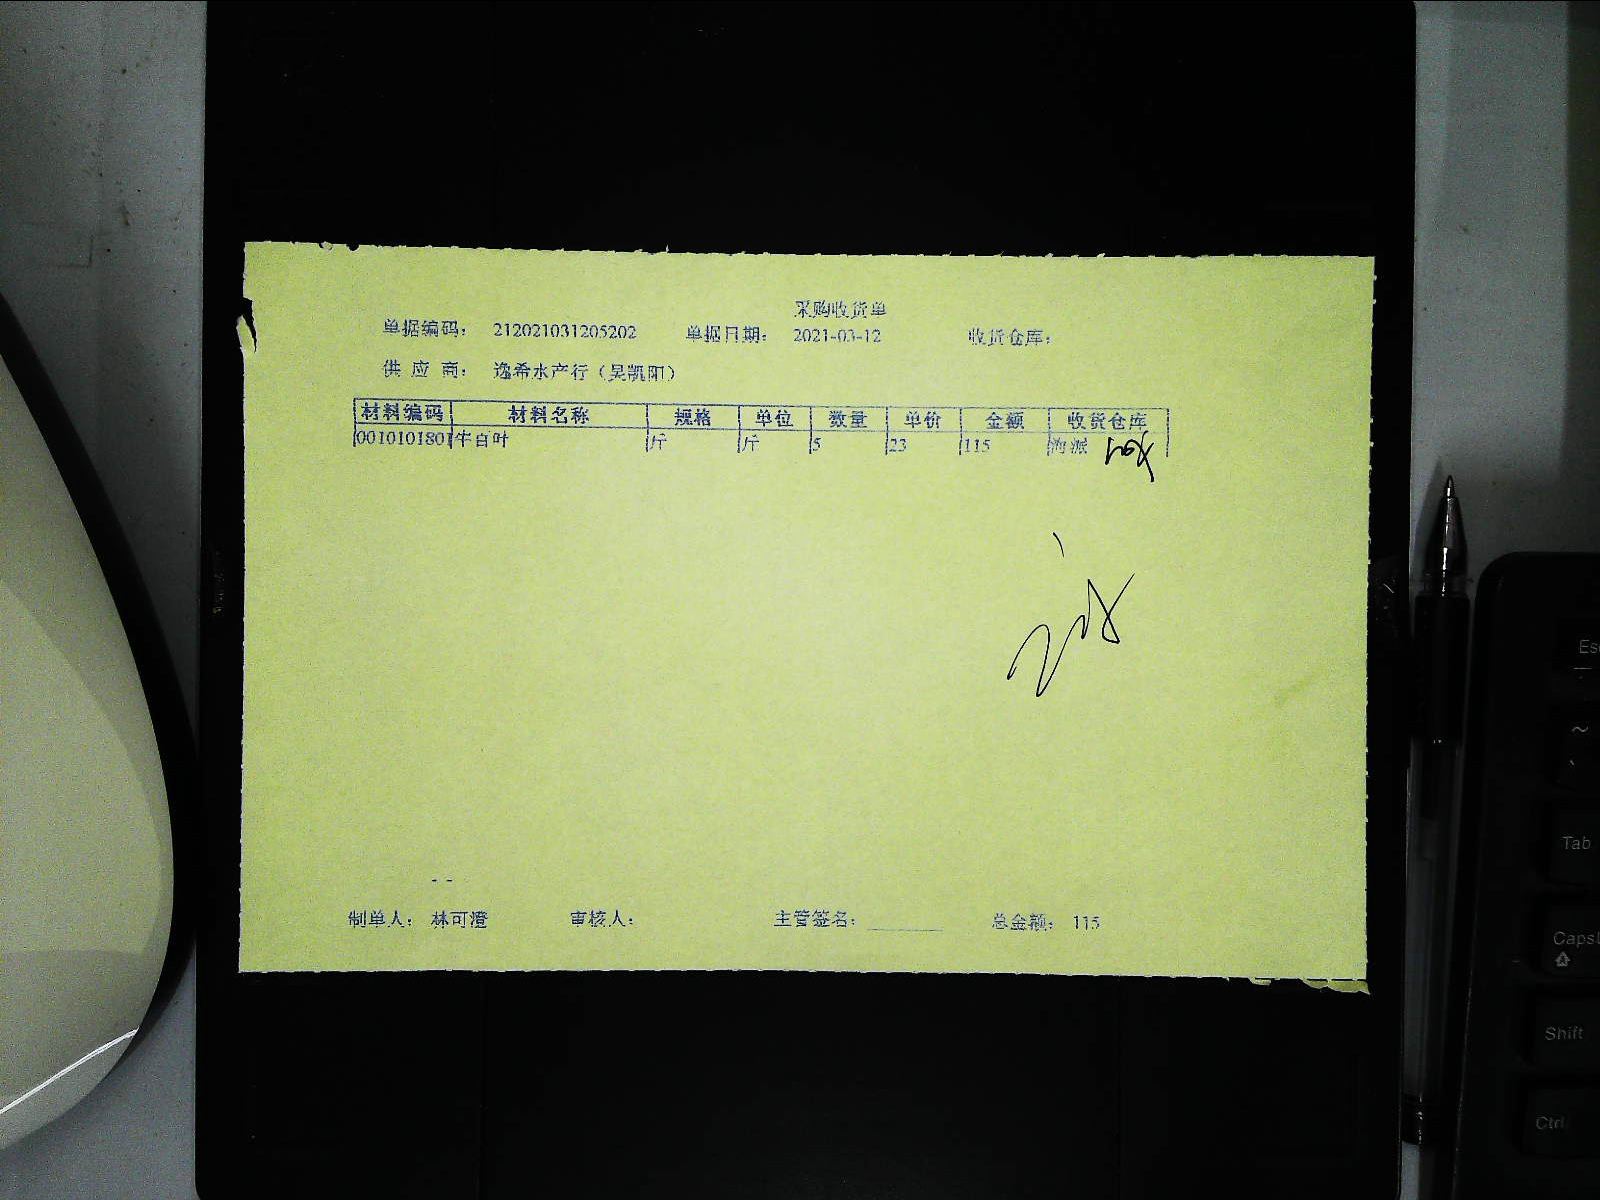 采购收货单
单据编码： 212021031205202 单据日期： 2021-03-12 收货仓库：
供 应 商： 逸希水产行（吴凯阳）
材料编码 材料名称 规格 单位 数量 单价 金额 收货仓库
0010101801 牛百叶 斤 斤 5 23 115 海派
制单人： 林可澄 审核人： 主管签名： 总金额： 115
Esc
~
Tab
Caps
Shift
Ctrl